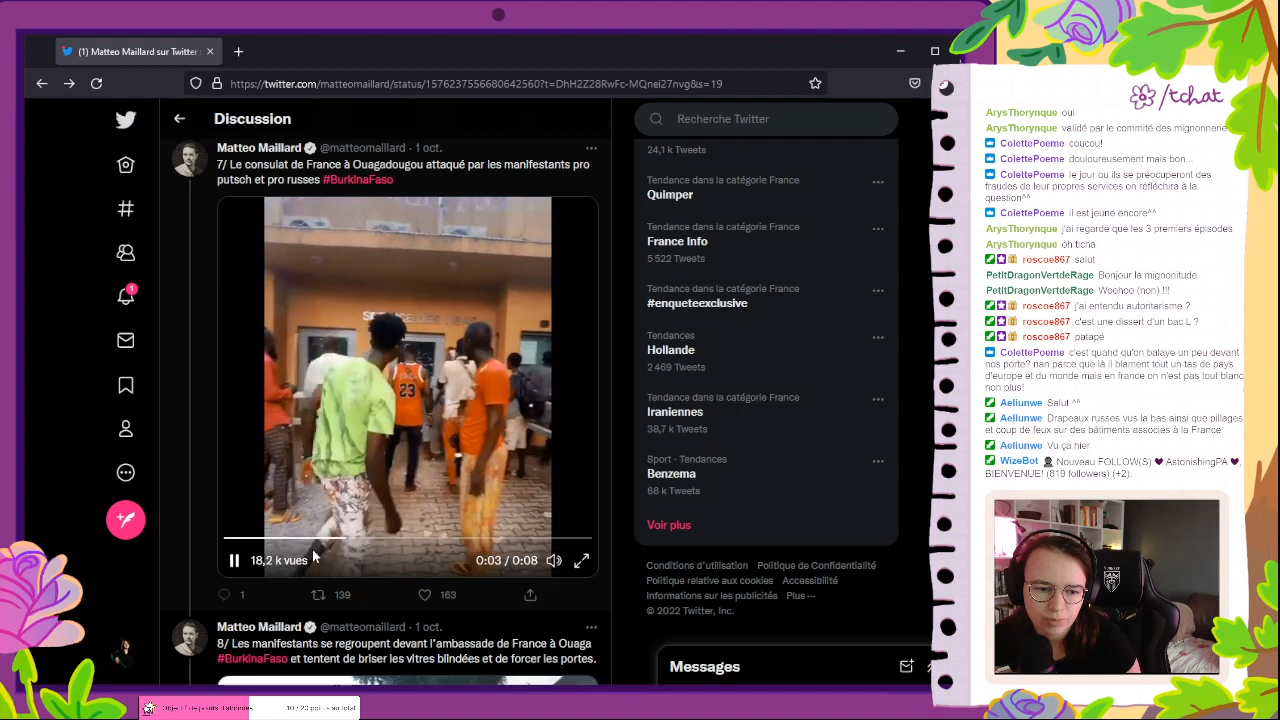 (1) Matteo Maillard sur Twitter :
https://twitter.com/matteomaillard/status/1576237556680642560?t=DhH2Z28RwFc-MQnei27nvg&s=19
Discussion
Matteo Maillard @matteomaillard · 1 oct.
7/ Le consulat de France à Ouagadougou attaqué par les manifestants pro
putsch et pro russes #BurkinaFaso
23
18,2 k vues
0:03 / 0:08
1
139
163
Matteo Maillard @matteomaillard · 1 oct.
8/ Les manifestants se regroupent devant l'ambassade de France à Ouaga
#BurkinaFaso et tentent de briser les vitres blindées et de forcer les portes.
1
Recherche Twitter
24,1 k Tweets
Tendance dans la catégorie France
Quimper
Tendance dans la catégorie France
France Info
5 522 Tweets
Tendance dans la catégorie France
#enqueteexclusive
Tendances
Hollande
2 469 Tweets
Tendance dans la catégorie France
Iraniennes
38,7 k Tweets
Sport · Tendances
Benzema
68 k Tweets
Voir plus
Conditions d'utilisation Politique de Confidentialité
Politique relative aux cookies Accessibilité
Informations sur les publicités Plus ···
© 2022 Twitter, Inc.
Messages
/tchat
ArysThorynque oui
ArysThorynque validé par le commité des mignonnerie
ColettePoeme coucou!
ColettePoeme douloureusement mais bon...
ColettePoeme le jour ou ils se préocuperont des
fraudes de leur propres services on réfléchira à la
question^^
ColettePoeme il est jeune encore^^
ArysThorynque j'ai regardé que les 3 premiers épisodes
ArysThorynque oh ticha
roscoe867 salut
PetitDragonVertdeRage Bonjour la mignonitude
PetitDragonVertdeRage Woohoo (non) !!!
roscoe867 j'ai entendu autoritarisme ?
roscoe867 c'est une dissert d'un bac L ?
roscoe867 patapé
ColettePoeme c'est quand qu'on balaye un peu devant
nos porte? nan parce que là il blament tout un tas de pays
d'europe et du monde mais en france on n'est pas tout blanc
non plus!
Aeliunwe Salut ^^
Aeliunwe Drapeaux russes vus la bas ainsi que pillages
et coup de feux sur des bâtiments associés à la France
Aeliunwe Vu ça hier
WizeBot Nouveau FOLLOW(S) AstonishingPA ,
BIENVENUE! (819 followers) (+2).